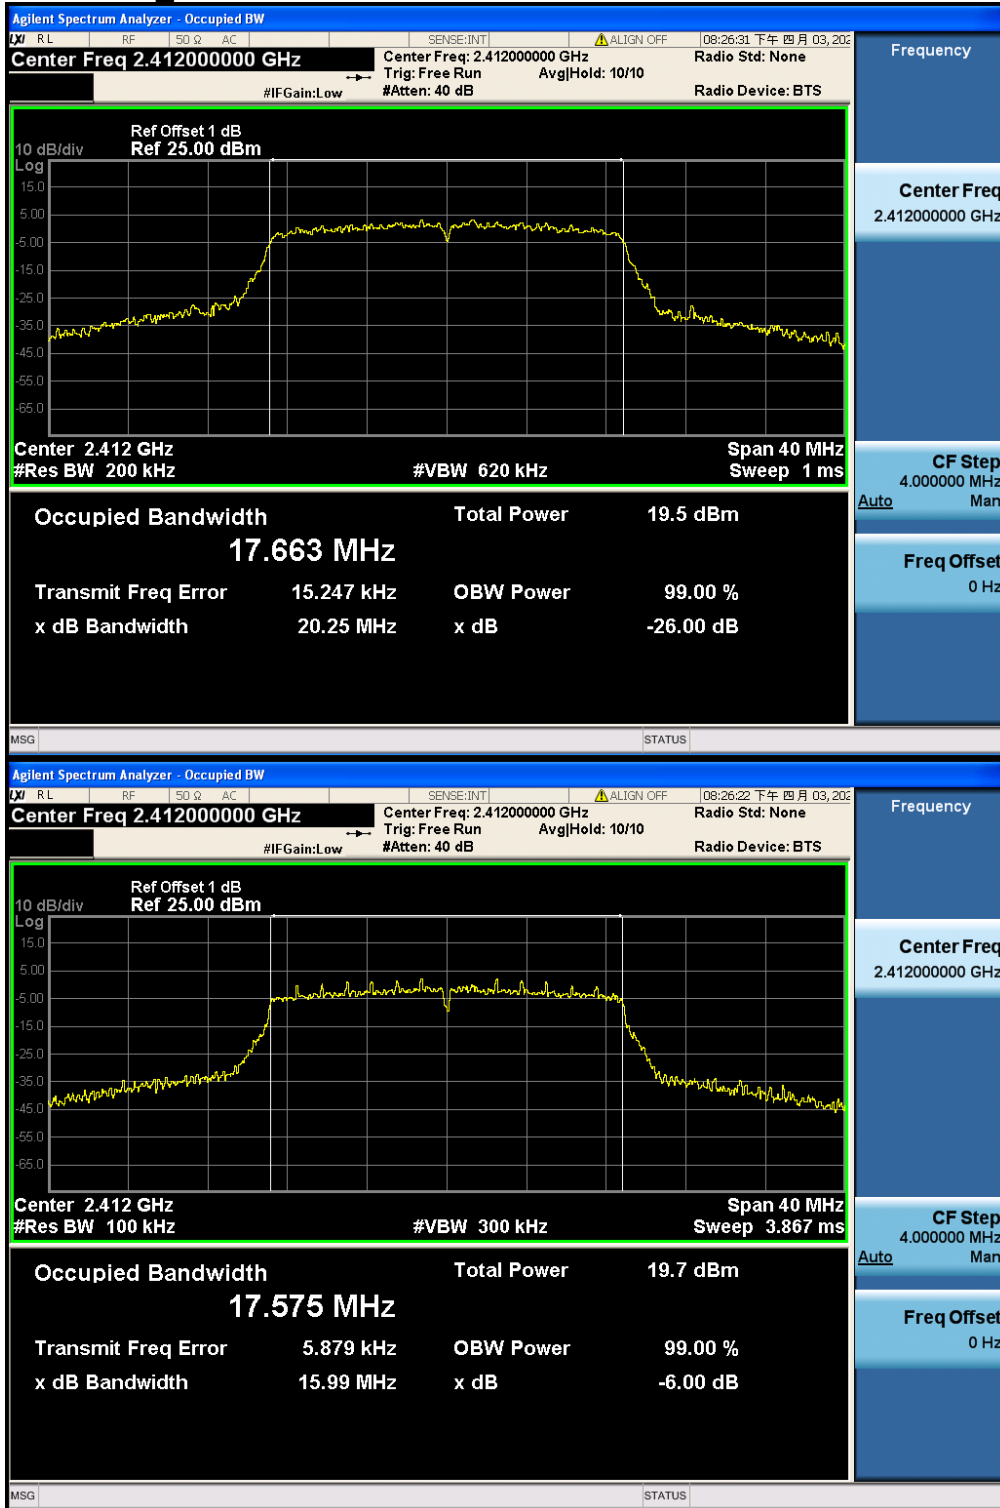 Agilent Spectrum Analyzer - Occupied BW
LXI RL RF 50 Ω AC SENSE:INT ALIGN OFF 08:26:31 下午 四月 03, 202
Center Freq 2.412000000 GHz
Center Freq: 2.412000000 GHz Radio Std: None
Trig: Free Run Avg|Hold: 10/10
#IFGain:Low #Atten: 40 dB Radio Device: BTS
Frequency
Ref Offset 1 dB
10 dB/div Ref 25.00 dBm
Log
15.0
5.00
-5.00
-15.0
-25.0
-35.0
-45.0
-55.0
-65.0
Center 2.412 GHz Span 40 MHz
#Res BW 200 kHz #VBW 620 kHz Sweep 1 ms
Center Freq
2.412000000 GHz
CF Step
4.000000 MHz
Auto Man
Freq Offset
0 Hz
Occupied Bandwidth Total Power 19.5 dBm
17.663 MHz
Transmit Freq Error 15.247 kHz OBW Power 99.00 %
x dB Bandwidth 20.25 MHz x dB -26.00 dB
MSG STATUS
Agilent Spectrum Analyzer - Occupied BW
LXI RL RF 50 Ω AC SENSE:INT ALIGN OFF 08:26:22 下午 四月 03, 202
Center Freq 2.412000000 GHz
Center Freq: 2.412000000 GHz Radio Std: None
Trig: Free Run Avg|Hold: 10/10
#IFGain:Low #Atten: 40 dB Radio Device: BTS
Frequency
Ref Offset 1 dB
10 dB/div Ref 25.00 dBm
Log
15.0
5.00
-5.00
-15.0
-25.0
-35.0
-45.0
-55.0
-65.0
Center 2.412 GHz Span 40 MHz
#Res BW 100 kHz #VBW 300 kHz Sweep 3.867 ms
Center Freq
2.412000000 GHz
CF Step
4.000000 MHz
Auto Man
Freq Offset
0 Hz
Occupied Bandwidth Total Power 19.7 dBm
17.575 MHz
Transmit Freq Error 5.879 kHz OBW Power 99.00 %
x dB Bandwidth 15.99 MHz x dB -6.00 dB
MSG STATUS